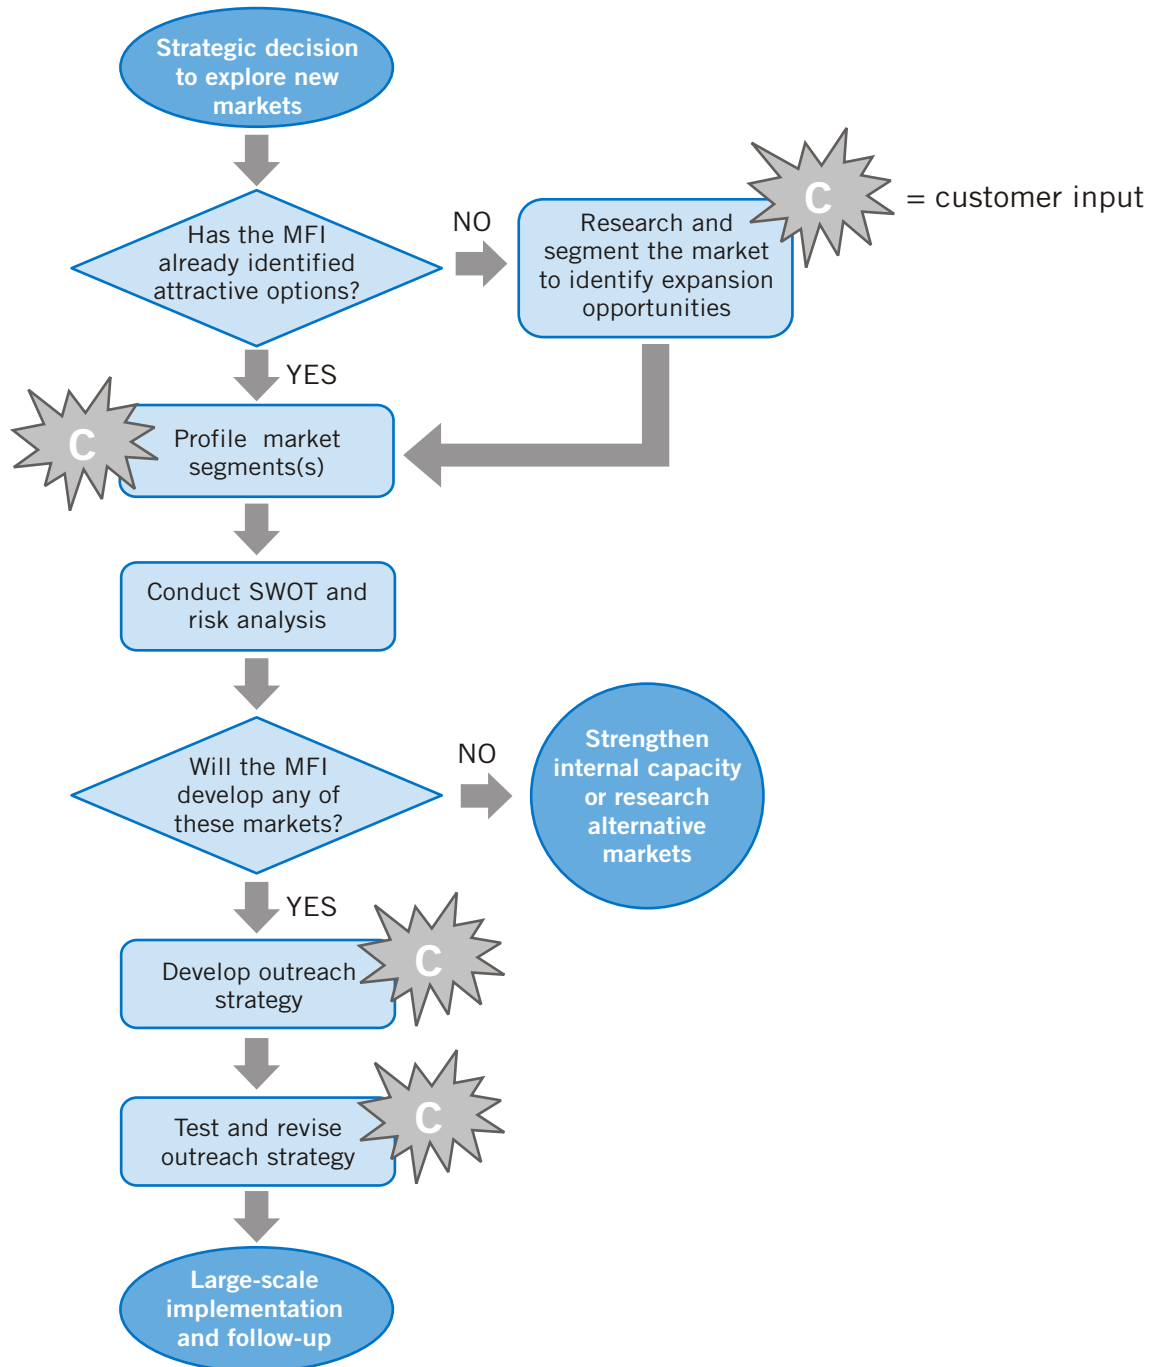 Strategic decision
to explore new
markets
Has the MFI
already identified
attractive options?
NO
Research and
segment the market
to identify expansion
opportunities
C
= customer input
YES
C
Profile market
segments(s)
Conduct SWOT and
risk analysis
Will the MFI
develop any of
these markets?
NO
Strengthen
internal capacity
or research
alternative
markets
YES
Develop outreach
strategy
C
Test and revise
outreach strategy
C
Large-scale
implementation
and follow-up